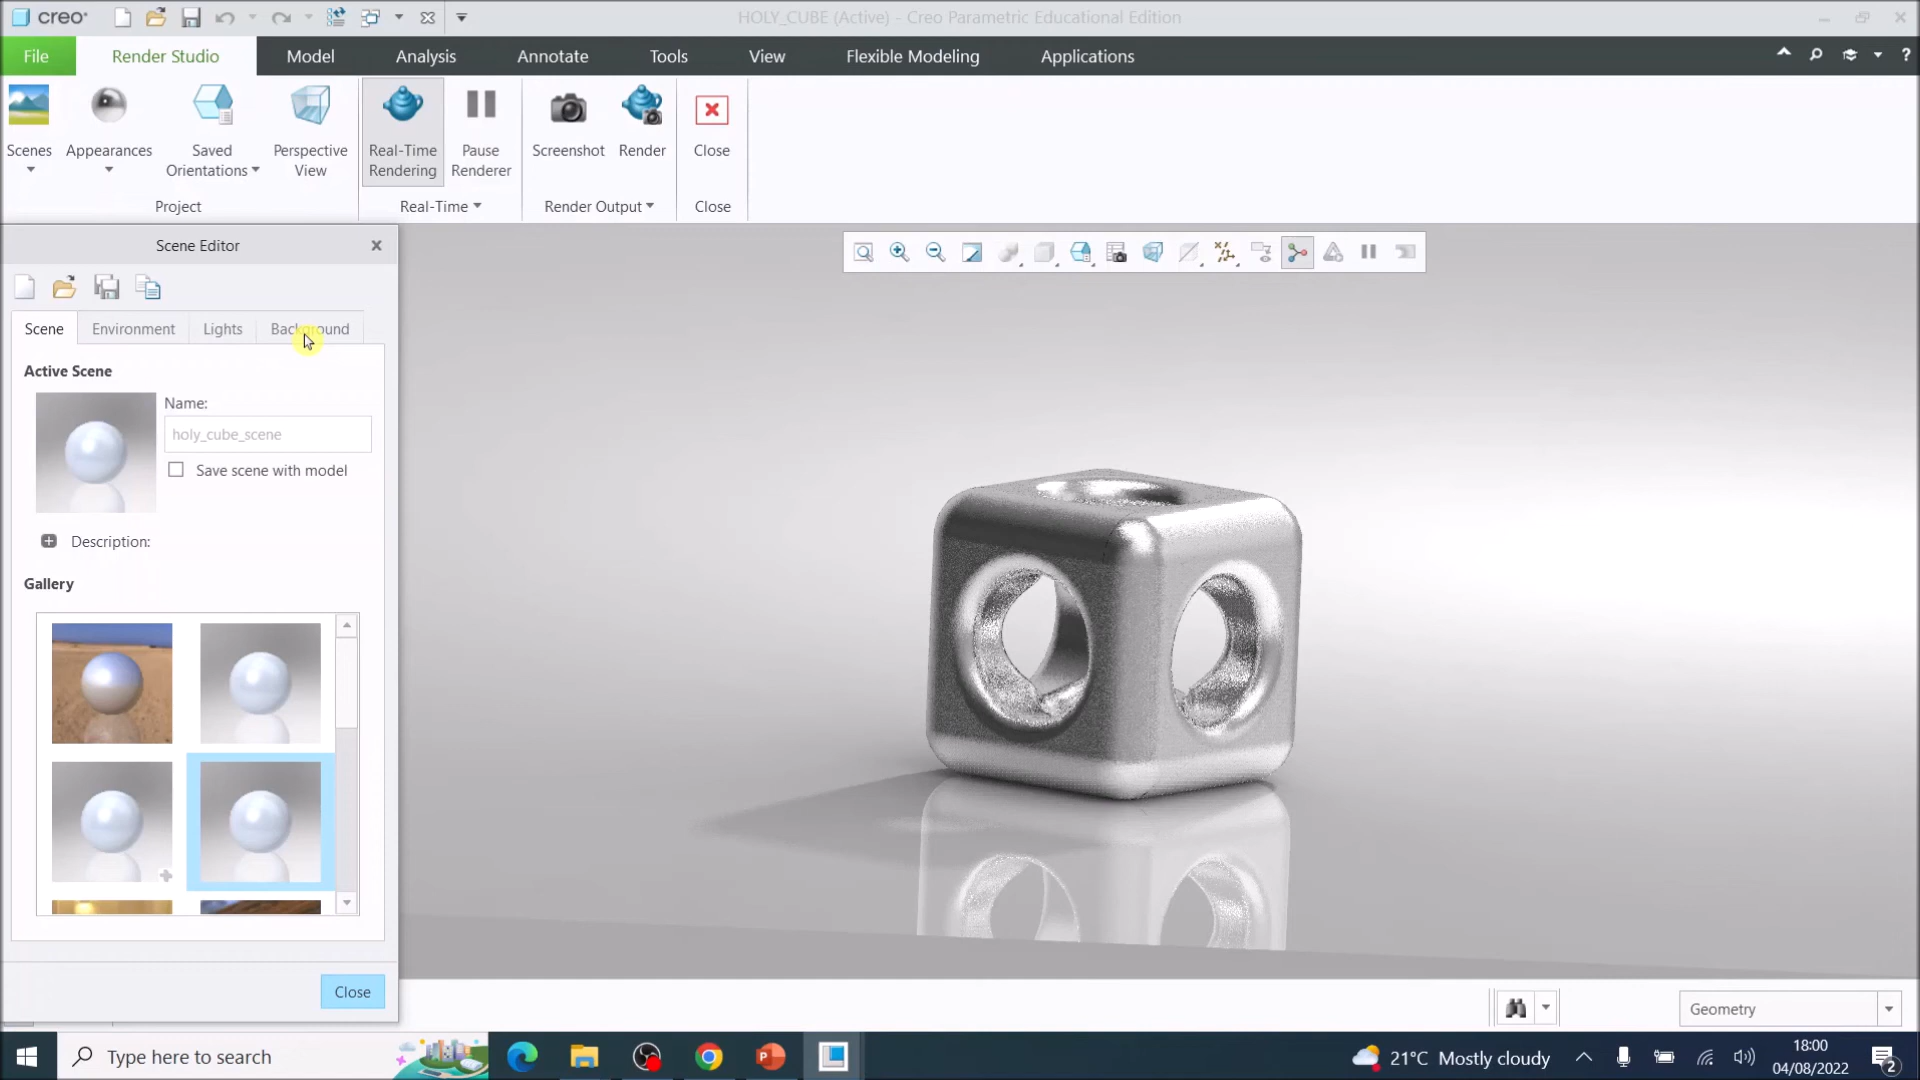 creo®
HOLY_CUBE (Active) - Creo Parametric Educational Edition
File Render Studio Model Analysis Annotate Tools View Flexible Modeling Applications
Scenes Appearances Saved Orientations Perspective View Real-Time Rendering Pause Renderer Screenshot Render Close
Project Real-Time Render Output Close
Scene Editor
Scene Environment Lights Background
Active Scene
Name:
holy_cube_scene
Save scene with model
Description:
Gallery
Close
Geometry
Type here to search
21°C Mostly cloudy
18:00
04/08/2022
2